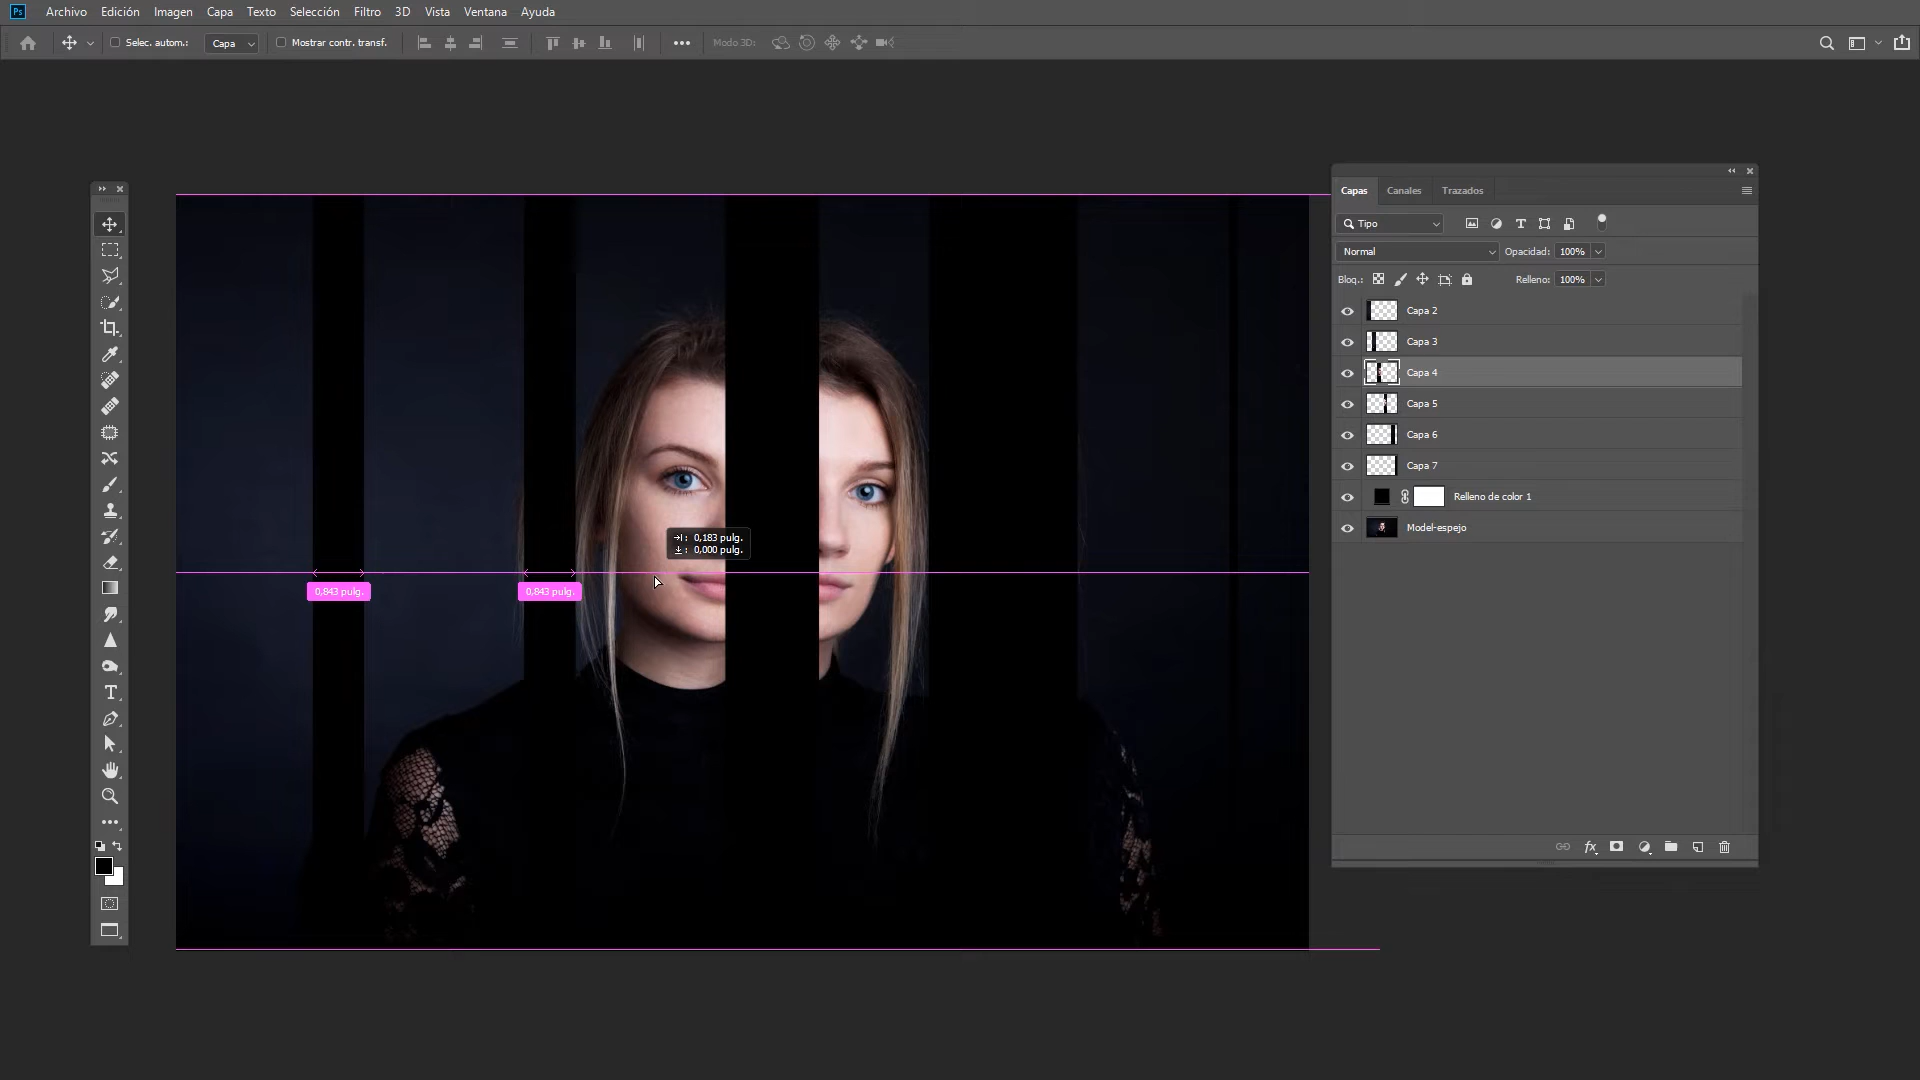 Ps Archivo Edición Imagen Capa Texto Selección Filtro 3D Vista Ventana Ayuda
Selec. autom.: Capa Mostrar contr. transf. Modo 3D:
Capas Canales Trazados
Tipo
Normal Opacidad: 100%
Bloq.: Relleno: 100%
Capa 2
Capa 3
Capa 4
Capa 5
Capa 6
Capa 7
Relleno de color 1
Model-espejo
fx
0,183 pulg.
0,000 pulg.
0,843 pulg. 0,843 pulg.